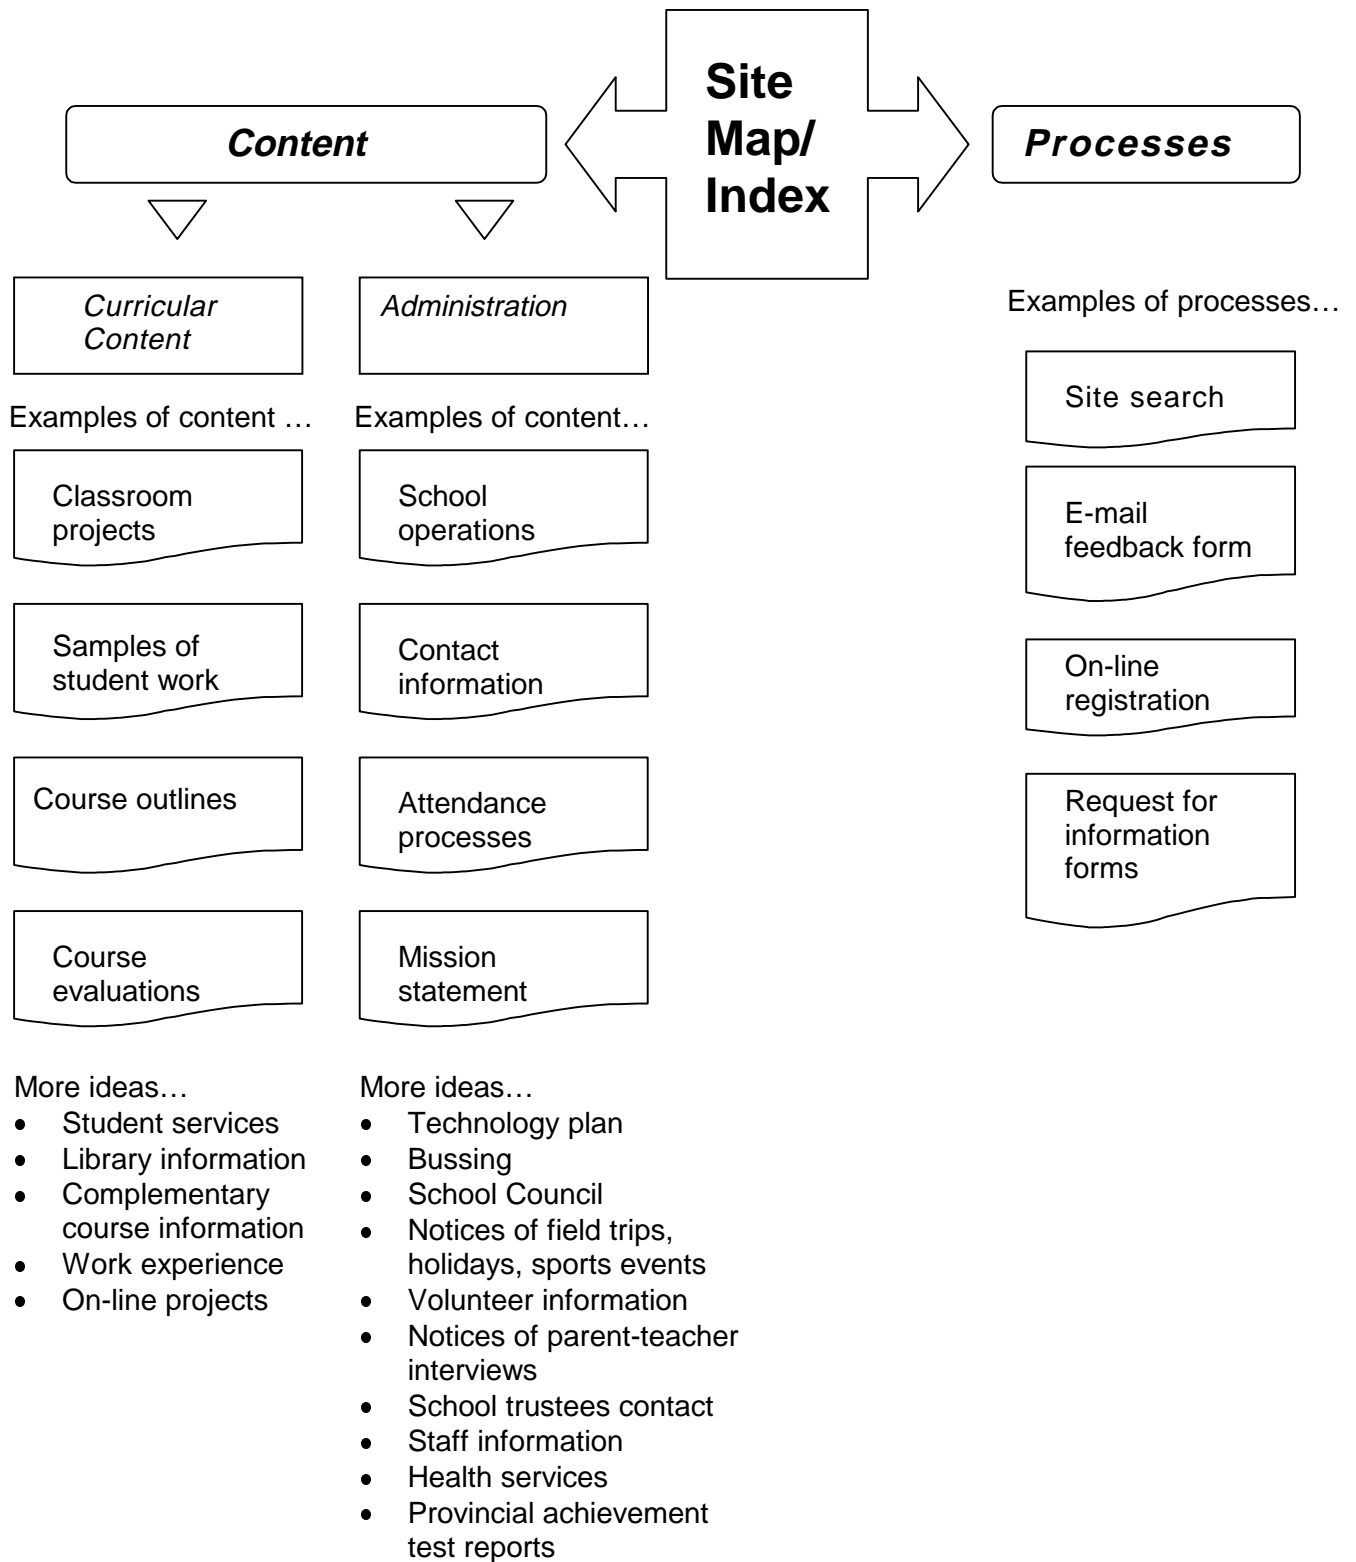 Site
Map/
Index
Content
Processes
Curricular
Content
Examples of content …
Classroom
projects
Samples of
student work
Course outlines
Course
evaluations
More ideas…
• Student services
• Library information
• Complementary
course information
• Work experience
• On-line projects
Administration
Examples of content…
School
operations
Contact
information
Attendance
processes
Mission
statement
More ideas…
• Technology plan
• Bussing
• School Council
• Notices of field trips,
holidays, sports events
• Volunteer information
• Notices of parent-teacher
interviews
• School trustees contact
• Staff information
• Health services
• Provincial achievement
test reports
Examples of processes…
Site search
E-mail
feedback form
On-line
registration
Request for
information
forms